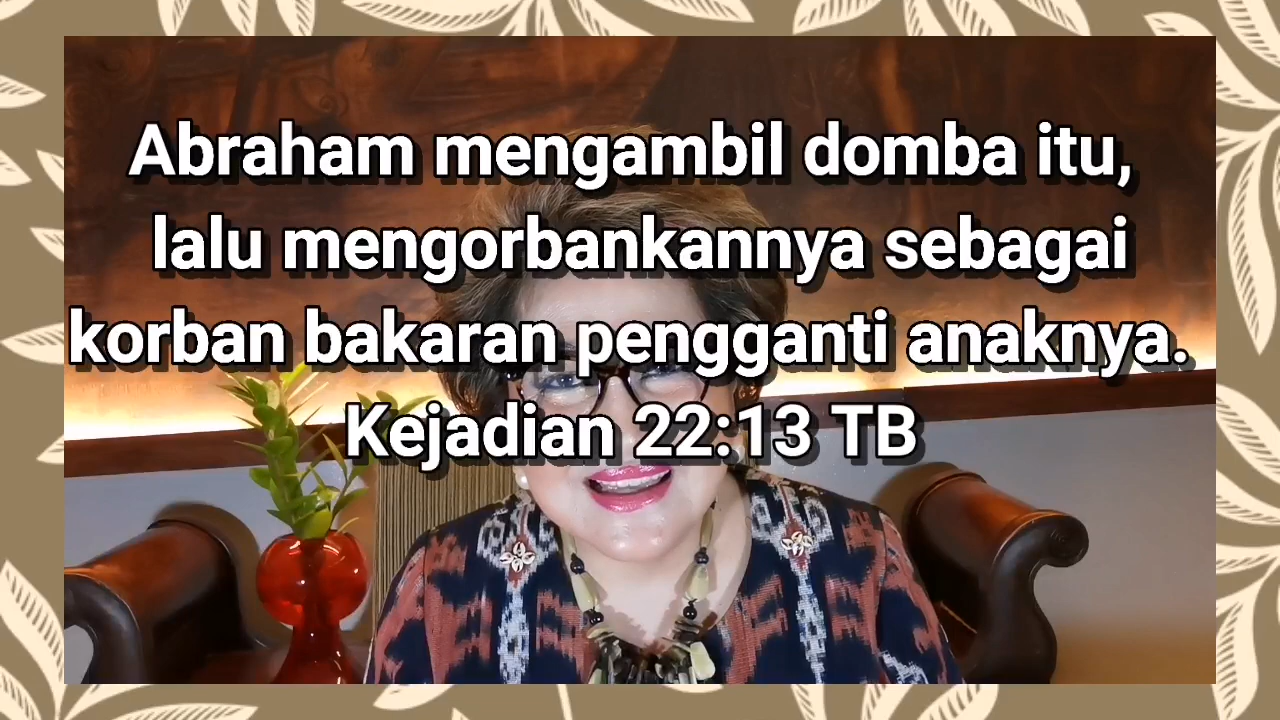 Abraham mengambil domba itu,
lalu mengorbankannya sebagai
korban bakaran pengganti anaknya.
Kejadian 22:13 TB